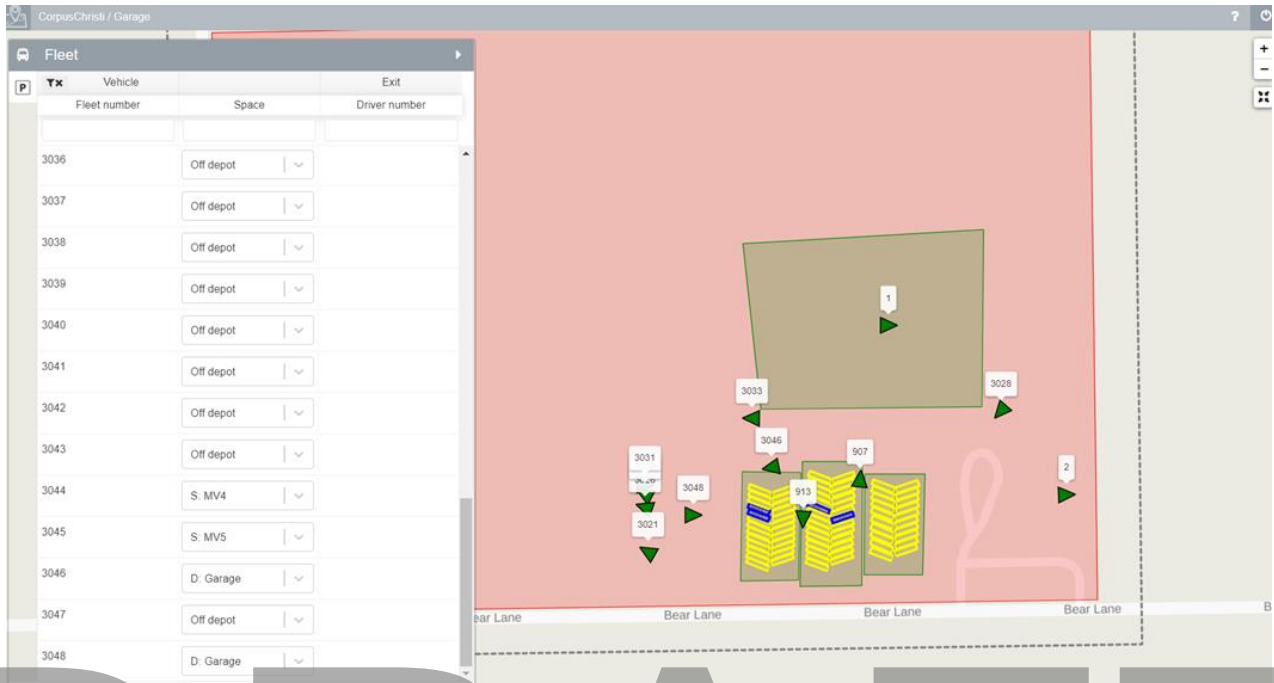 CorpusChristi / Garage
?
Fleet
P
Vehicle Exit
Fleet number Space Driver number
3036 Off depot
3037 Off depot
3038 Off depot
3039 Off depot
3040 Off depot
3041 Off depot
3042 Off depot
3043 Off depot
3044 S: MV4
3045 S: MV5
3046 D: Garage
3047 Off depot
3048 D: Garage
+
−
1
3033
3028
3046
907
3031
2
3048
913
3021
ear Lane
Bear Lane
Bear Lane
Bear Lane
B